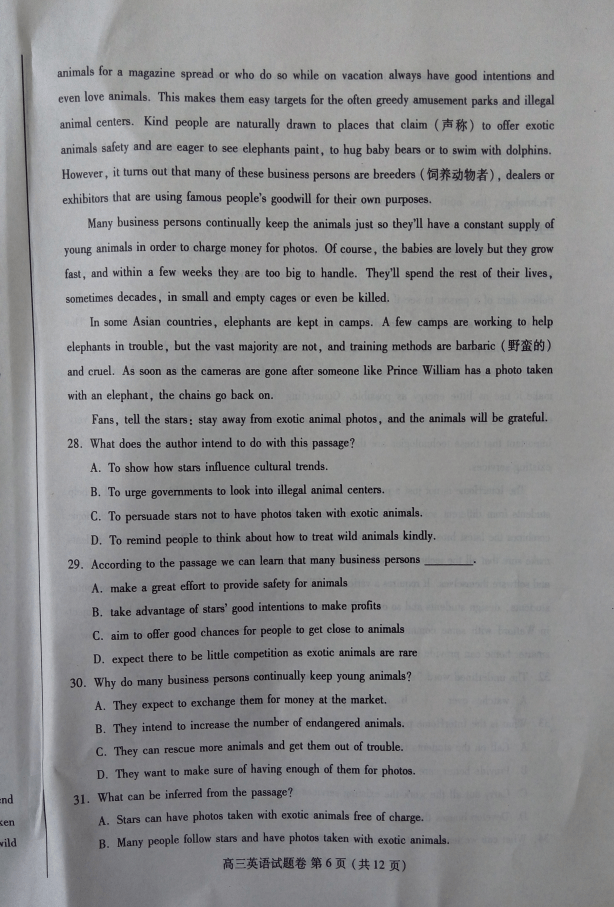 animals for a magazine spread or who do so while on vacation always have good intentions and
even love animals. This makes them easy targets for the often greedy amusement parks and illegal
animal centers. Kind people are naturally drawn to places that claim (声称) to offer exotic
animals safety and are eager to see elephants paint, to hug baby bears or to swim with dolphins.
However, it turns out that many of these business persons are breeders (饲养动物者), dealers or
exhibitors that are using famous people's goodwill for their own purposes.
Many business persons continually keep the animals just so they'll have a constant supply of
young animals in order to charge money for photos. Of course, the babies are lovely but they grow
fast, and within a few weeks they are too big to handle. They'll spend the rest of their lives,
sometimes decades, in small and empty cages or even be killed.
In some Asian countries, elephants are kept in camps. A few camps are working to help
elephants in trouble, but the vast majority are not, and training methods are barbaric (野蛮的)
and cruel. As soon as the cameras are gone after someone like Prince William has a photo taken
with an elephant, the chains go back on.
Fans, tell the stars: stay away from exotic animal photos, and the animals will be grateful.
28. What does the author intend to do with this passage?
A. To show how stars influence cultural trends.
B. To urge governments to look into illegal animal centers.
C. To persuade stars not to have photos taken with exotic animals.
D. To remind people to think about how to treat wild animals kindly.
29. According to the passage we can learn that many business persons ________.
A. make a great effort to provide safety for animals
B. take advantage of stars' good intentions to make profits
C. aim to offer good chances for people to get close to animals
D. expect there to be little competition as exotic animals are rare
30. Why do many business persons continually keep young animals?
A. They expect to exchange them for money at the market.
B. They intend to increase the number of endangered animals.
C. They can rescue more animals and get them out of trouble.
D. They want to make sure of having enough of them for photos.
31. What can be inferred from the passage?
A. Stars can have photos taken with exotic animals free of charge.
B. Many people follow stars and have photos taken with exotic animals.
高三英语试题卷 第 6 页 (共 12 页)